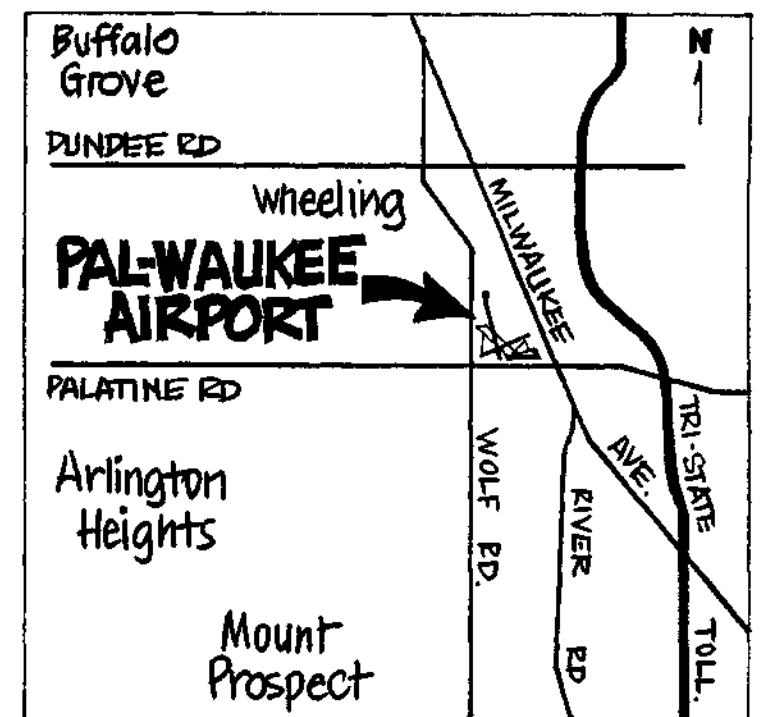 Buffalo
Grove
N
DUNDEE RD
Wheeling
MILWAUKEE
PAL-WAUKEE
AIRPORT
PALATINE RD
Arlington
Heights
WOLF RD.
AVE.
TRI-STATE
RIVER RD
Mount
Prospect
TOLL.